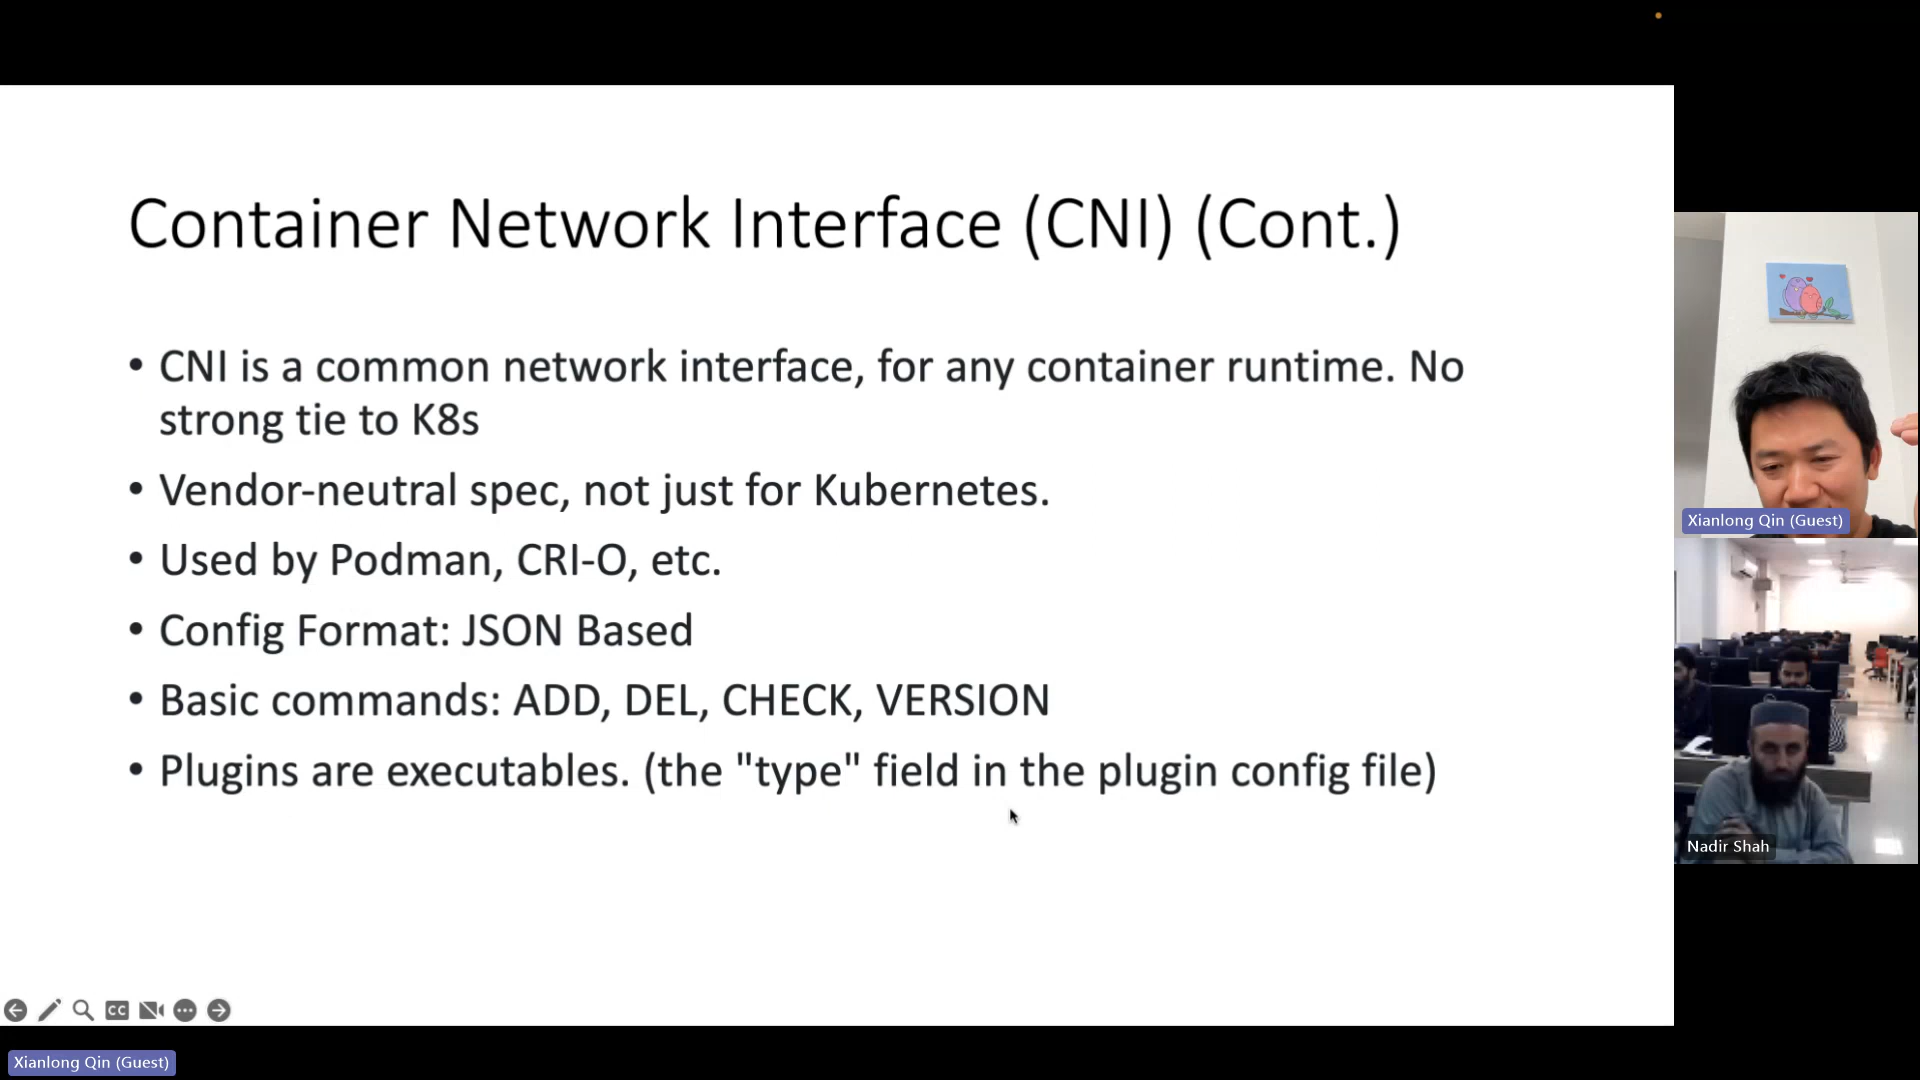 Container Network Interface (CNI) (Cont.)
• CNI is a common network interface, for any container runtime. No
strong tie to K8s
• Vendor-neutral spec, not just for Kubernetes.
• Used by Podman, CRI-O, etc.
• Config Format: JSON Based
• Basic commands: ADD, DEL, CHECK, VERSION
• Plugins are executables. (the "type" field in the plugin config file)
CC
Xianlong Qin (Guest)
Nadir Shah
Xianlong Qin (Guest)